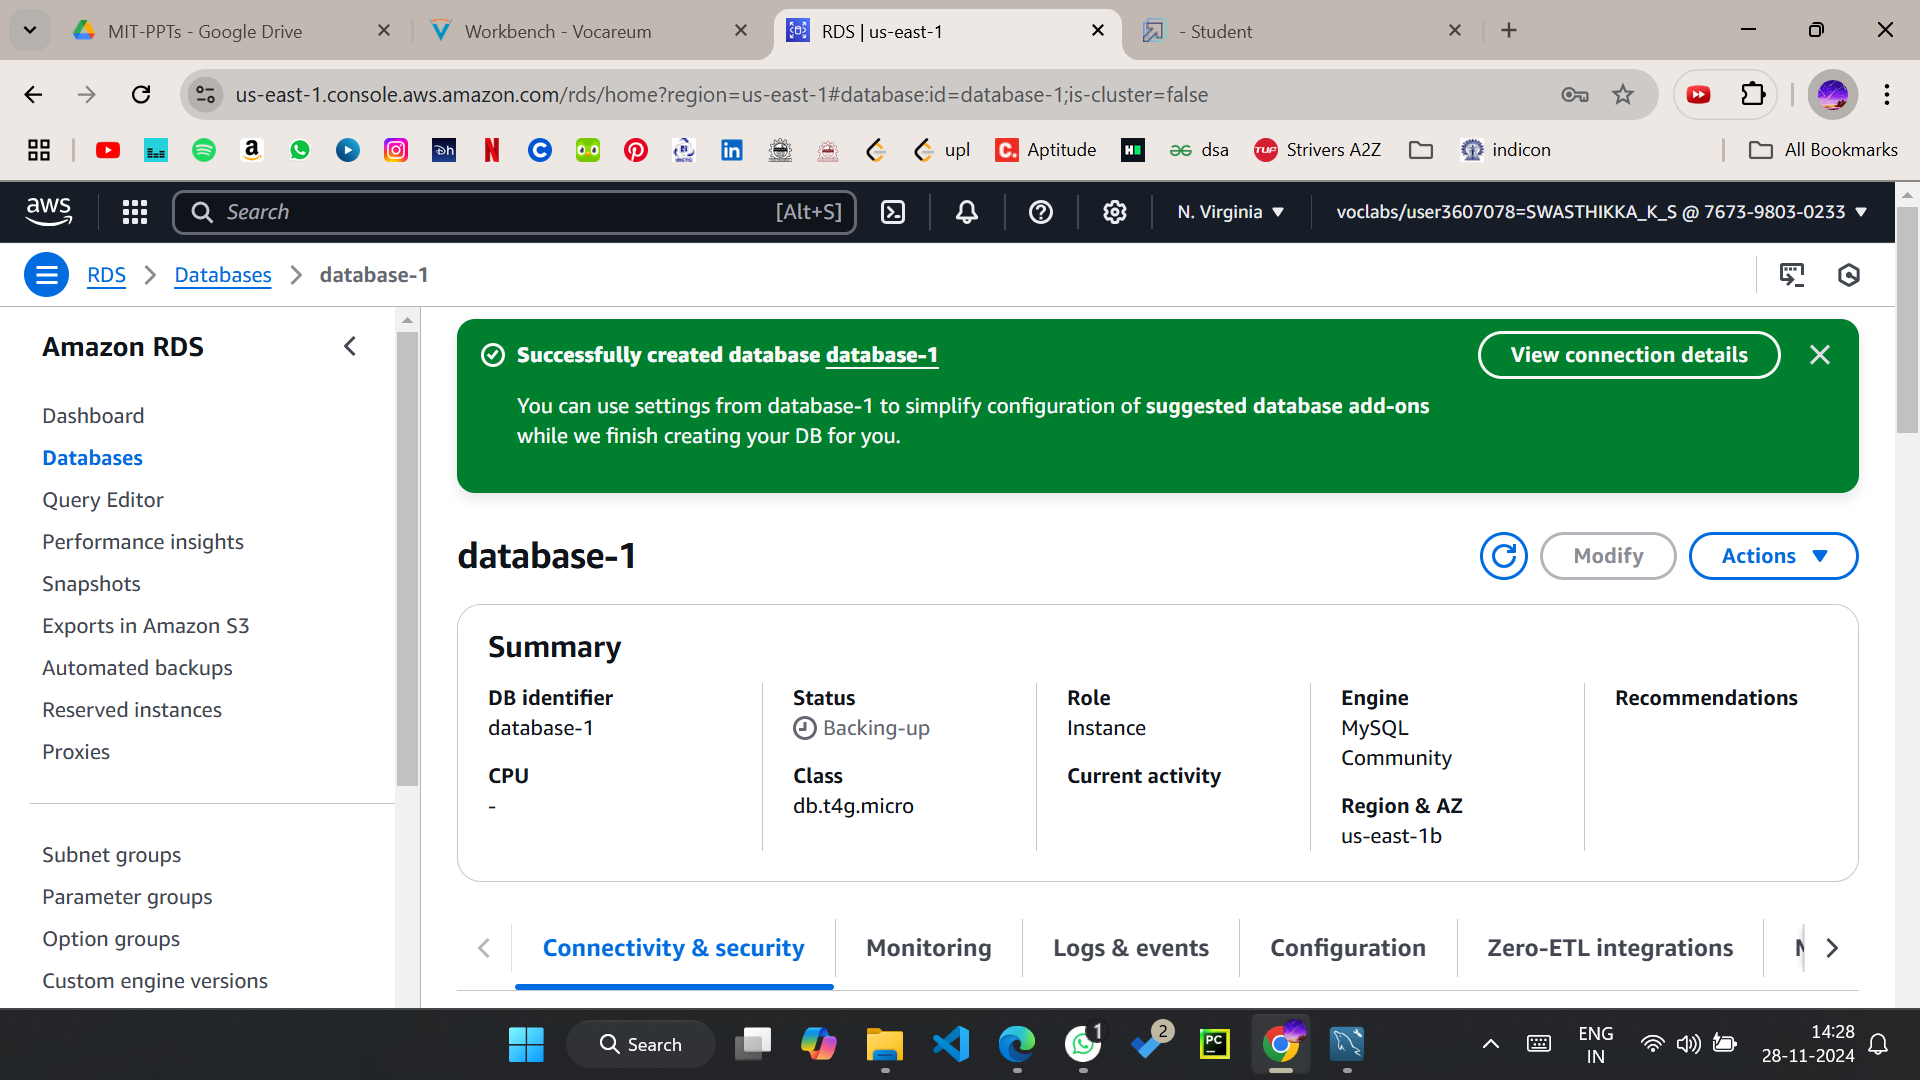 MIT-PPTs - Google Drive
Workbench - Vocareum
RDS | us-east-1
- Student
us-east-1.console.aws.amazon.com/rds/home?region=us-east-1#database:id=database-1;is-cluster=false
upl
Aptitude
dsa
Strivers A2Z
indicon
All Bookmarks
aws
Search
[Alt+S]
N. Virginia
voclabs/user3607078=SWASTHIKKA_K_S @ 7673-9803-0233
RDS
Databases
database-1
Amazon RDS
Dashboard
Databases
Query Editor
Performance insights
Snapshots
Exports in Amazon S3
Automated backups
Reserved instances
Proxies
Subnet groups
Parameter groups
Option groups
Custom engine versions
Successfully created database database-1
View connection details
You can use settings from database-1 to simplify configuration of suggested database add-ons
while we finish creating your DB for you.
database-1
Modify
Actions
Summary
DB identifier
database-1
CPU
-
Status
Backing-up
Class
db.t4g.micro
Role
Instance
Current activity
Engine
MySQL
Community
Region & AZ
us-east-1b
Recommendations
Connectivity & security
Monitoring
Logs & events
Configuration
Zero-ETL integrations
Search
1
2
PC
ENG
IN
14:28
28-11-2024